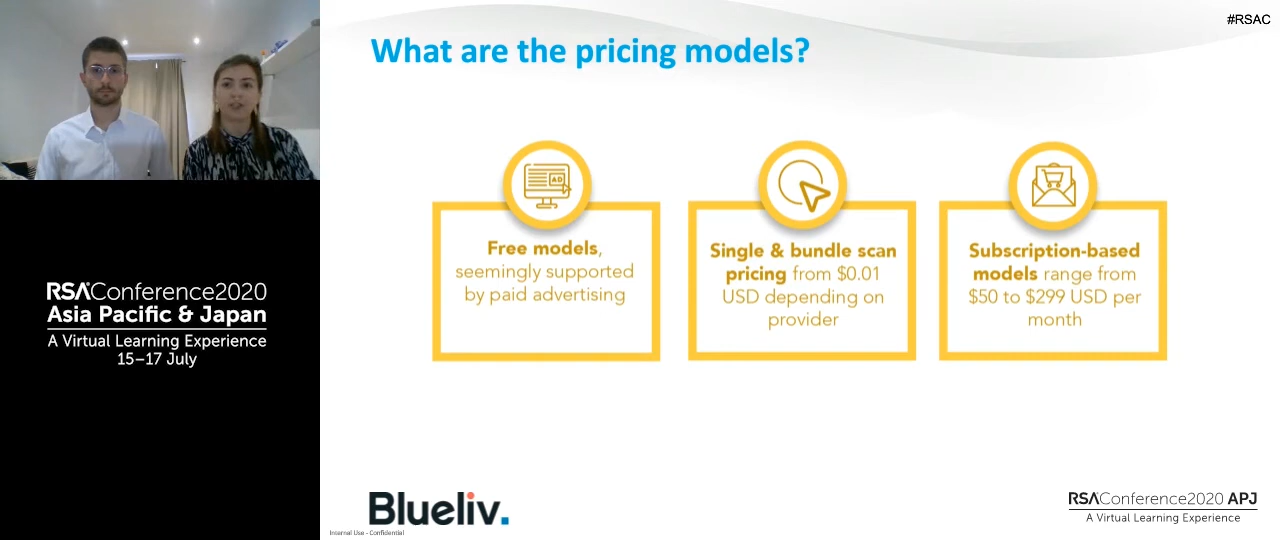 #RSAC
What are the pricing models?
AD
Free models,
seemingly supported
by paid advertising
Single & bundle scan
pricing from $0.01
USD depending on
provider
Subscription-based
models range from
$50 to $299 USD per
month
RSAConference2020
Asia Pacific & Japan
A Virtual Learning Experience
15–17 July
Blueliv.
Internal Use - Confidential
RSAConference2020 APJ
A Virtual Learning Experience